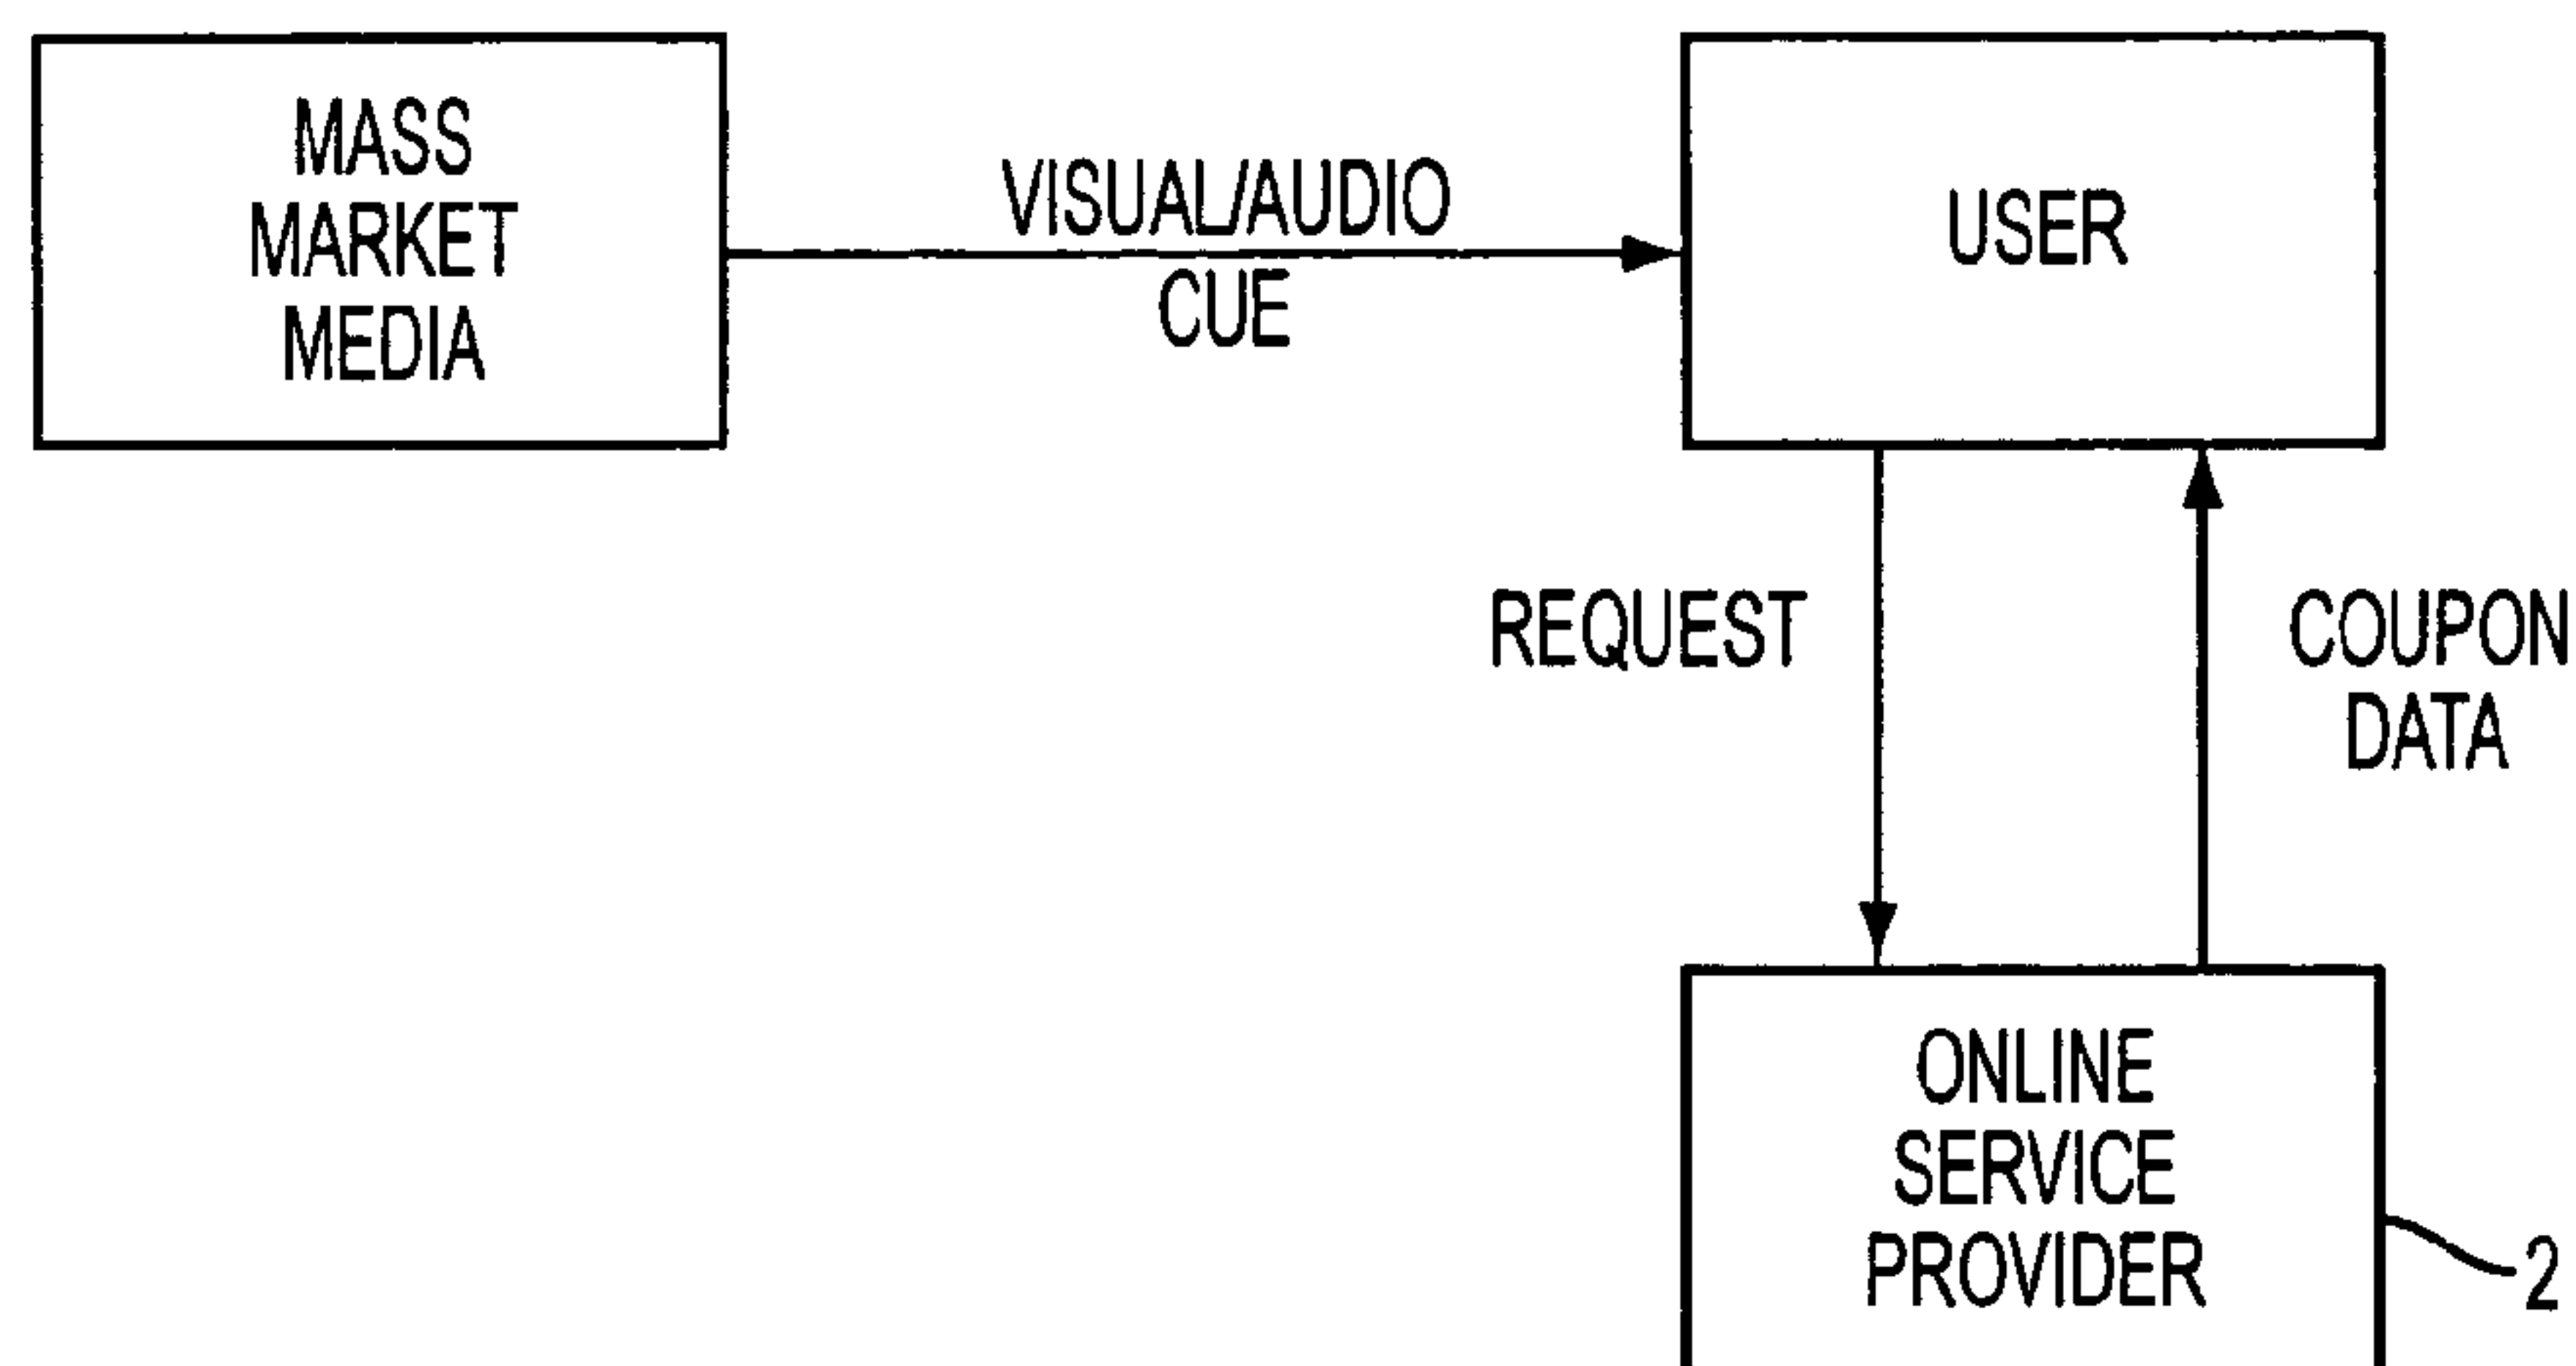 MASS
MARKET
MEDIA
VISUAL/AUDIO
CUE
USER
REQUEST
COUPON
DATA
ONLINE
SERVICE
PROVIDER
2